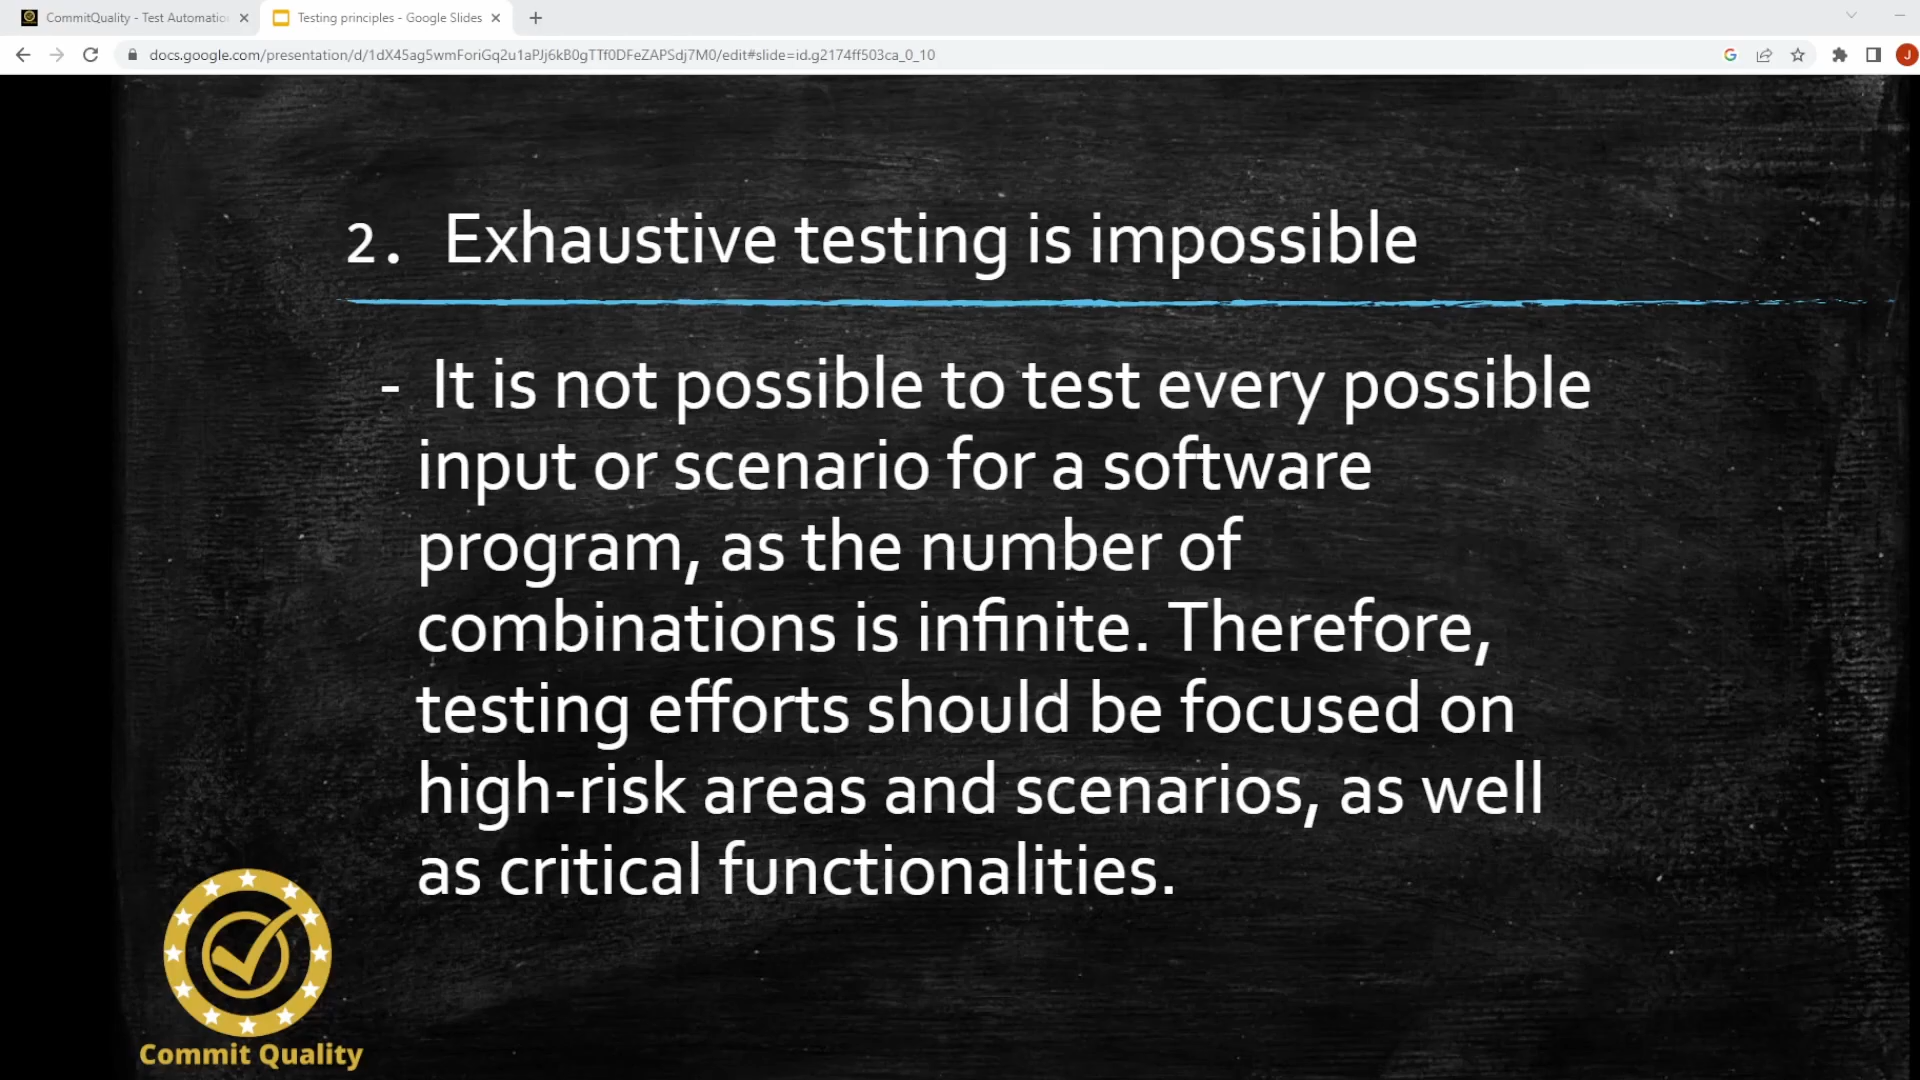 CommitQuality - Test Automatio
Testing principles - Google Slides
docs.google.com/presentation/d/1dX45ag5wmForiGq2u1aPJj6kB0gTTf0DFeZAPSdj7M0/edit#slide=id.g2174ff503ca_0_10
J
2. Exhaustive testing is impossible
- It is not possible to test every possible
input or scenario for a software
program, as the number of
combinations is infinite. Therefore,
testing efforts should be focused on
high-risk areas and scenarios, as well
as critical functionalities.
Commit Quality